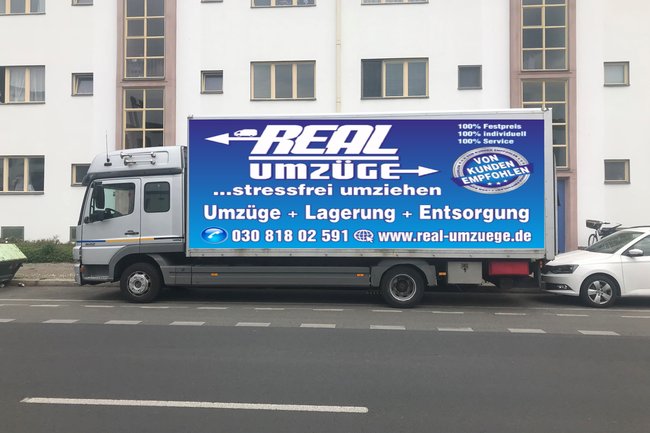 REAL
UMZÜGE
...stressfrei umziehen
100% Festpreis
100% individuell
100% Service
VON KUNDEN EMPFOHLEN
Umzüge + Lagerung + Entsorgung
030 818 02 591 www.real-umzuege.de